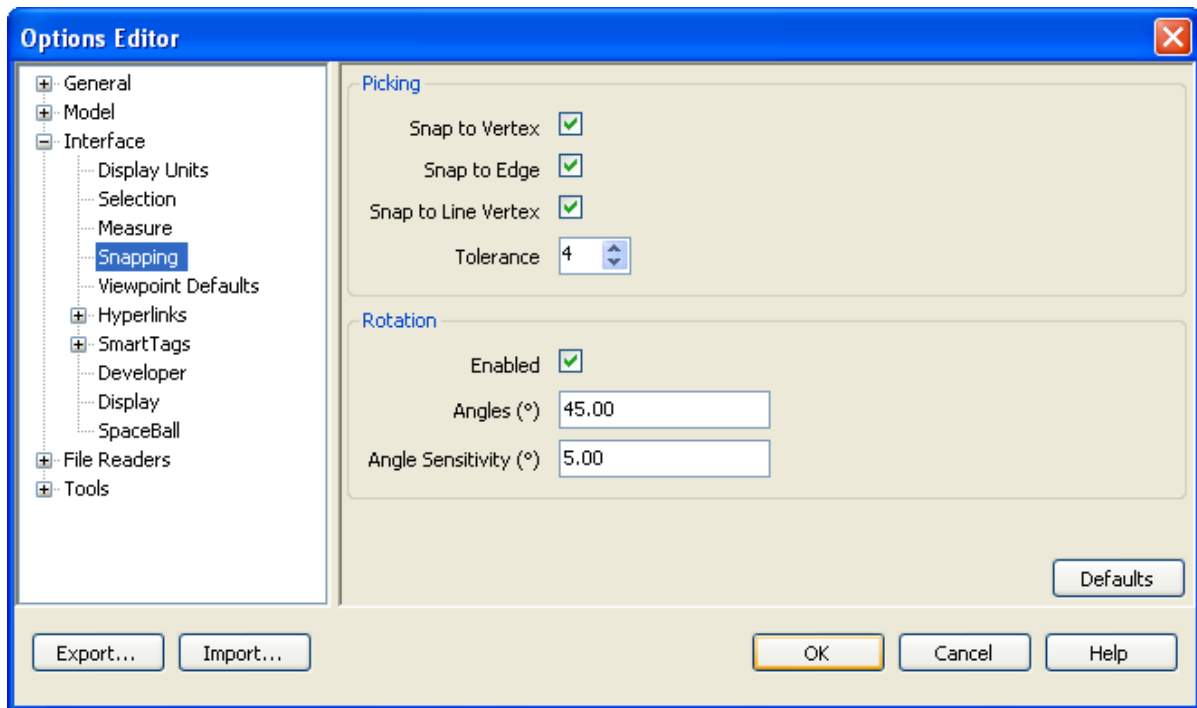 Options Editor
General
Model
Interface
Display Units
Selection
Measure
Snapping
Viewpoint Defaults
Hyperlinks
SmartTags
Developer
Display
SpaceBall
File Readers
Tools
Picking
Snap to Vertex
Snap to Edge
Snap to Line Vertex
Tolerance 4
Rotation
Enabled
Angles (°) 45.00
Angle Sensitivity (°) 5.00
Defaults
Export... Import... OK Cancel Help